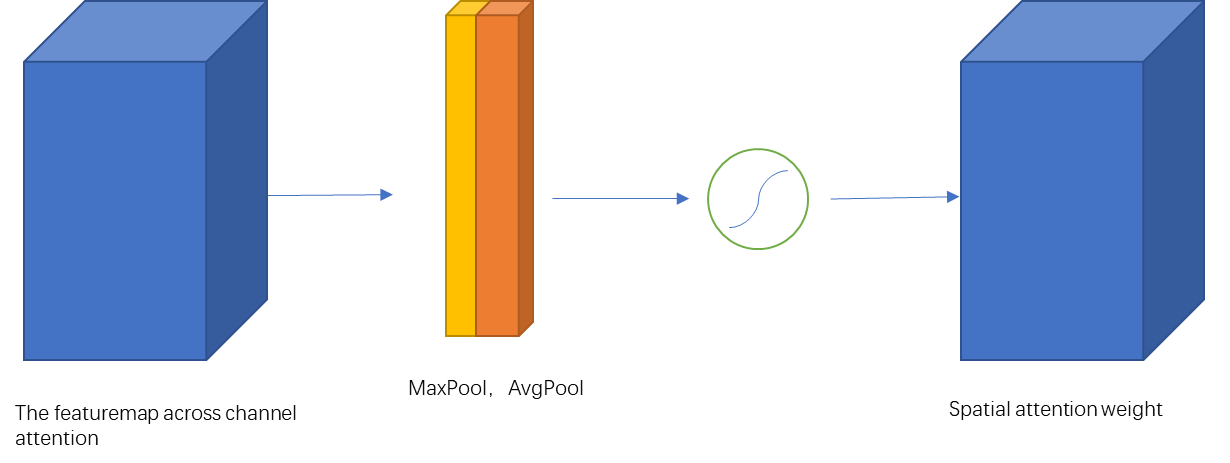 MaxPool，AvgPool
The featuremap across channel
attention
Spatial attention weight